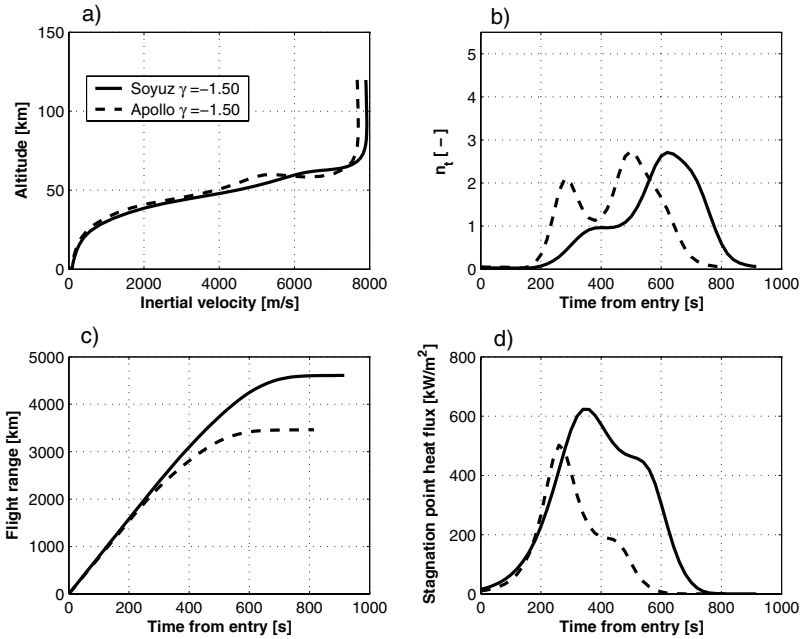 a)
150
100
50
0
Altitude [km]
Soyuz γ=−1.50
Apollo γ=−1.50
0 2000 4000 6000 8000
Inertial velocity [m/s]
b)
5
4
3
2
1
0
n_t [ − ]
0 200 400 600 800 1000
Time from entry [s]
c)
5000
4000
3000
2000
1000
0
Flight range [km]
0 200 400 600 800 1000
Time from entry [s]
d)
800
600
400
200
0
Stagnation point heat flux [kW/m²]
0 200 400 600 800 1000
Time from entry [s]